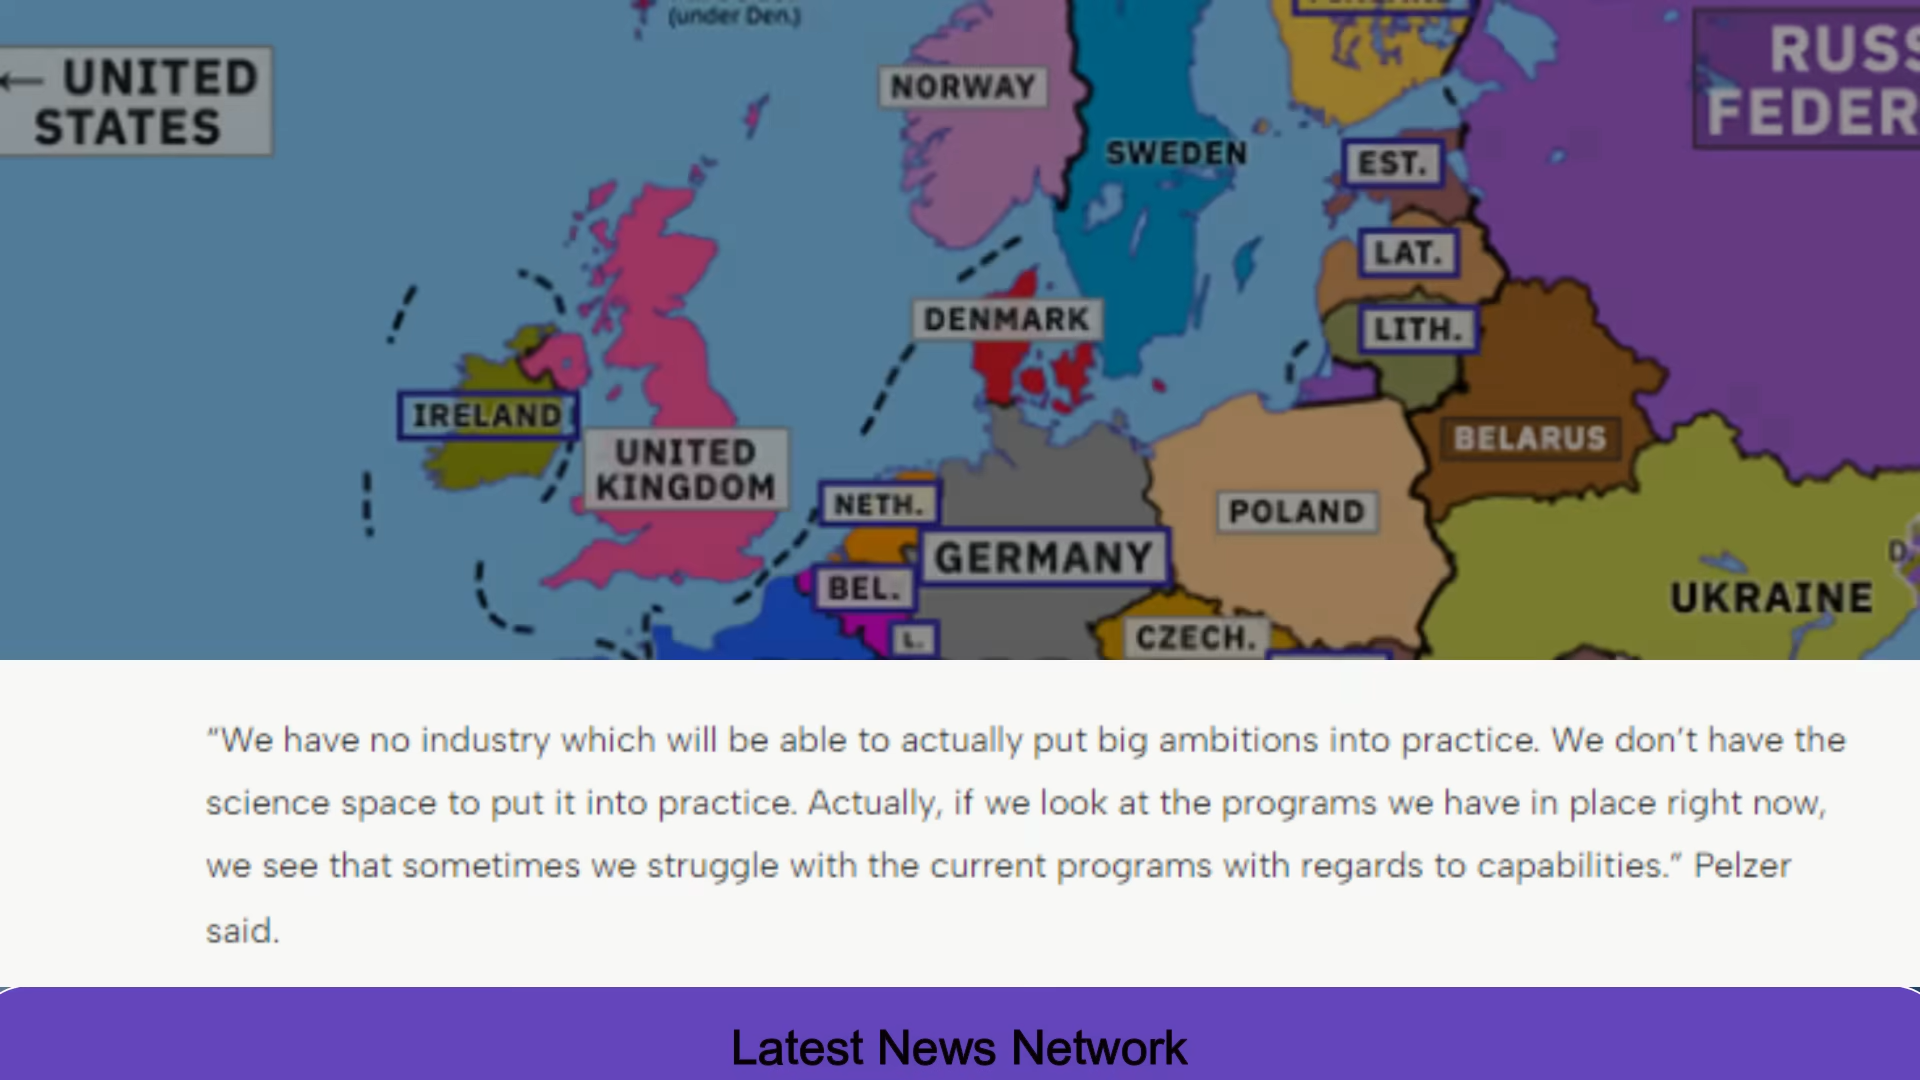 (under Den.)
← UNITED
STATES
NORWAY
RUSS
FEDER
SWEDEN
EST.
LAT.
DENMARK
LITH.
IRELAND
UNITED
KINGDOM
BELARUS
NETH.
POLAND
GERMANY
BEL.
UKRAINE
L.
CZECH.
“We have no industry which will be able to actually put big ambitions into practice. We don’t have the
science space to put it into practice. Actually, if we look at the programs we have in place right now,
we see that sometimes we struggle with the current programs with regards to capabilities.” Pelzer
said.
Latest News Network